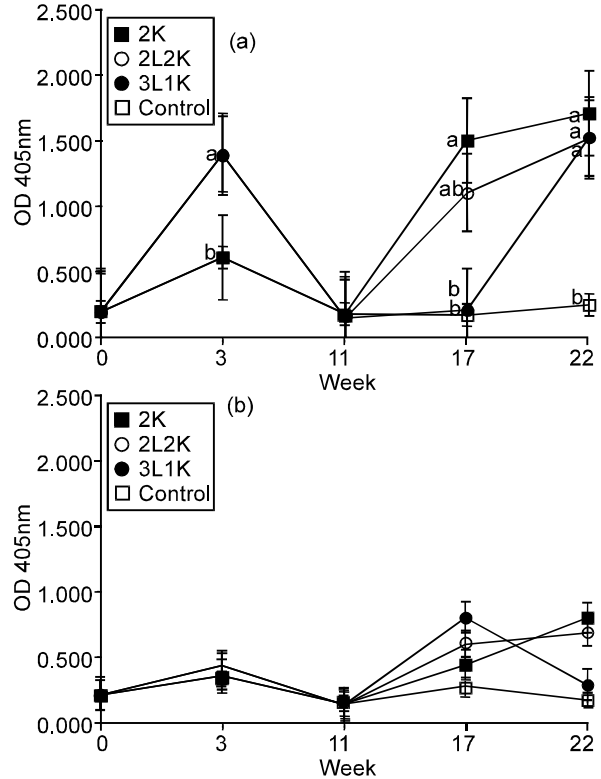 2.500
2K
(a)
2L2K
2.000
3L1K
Control
a
1.500
a
a
a
a
OD 405nm
ab
1.000
b
0.500
b
b
b
0.000
0
3
11
17
22
Week
2.500
2K
(b)
2L2K
2.000
3L1K
Control
1.500
OD 405nm
1.000
0.500
0.000
0
3
11
17
22
Week